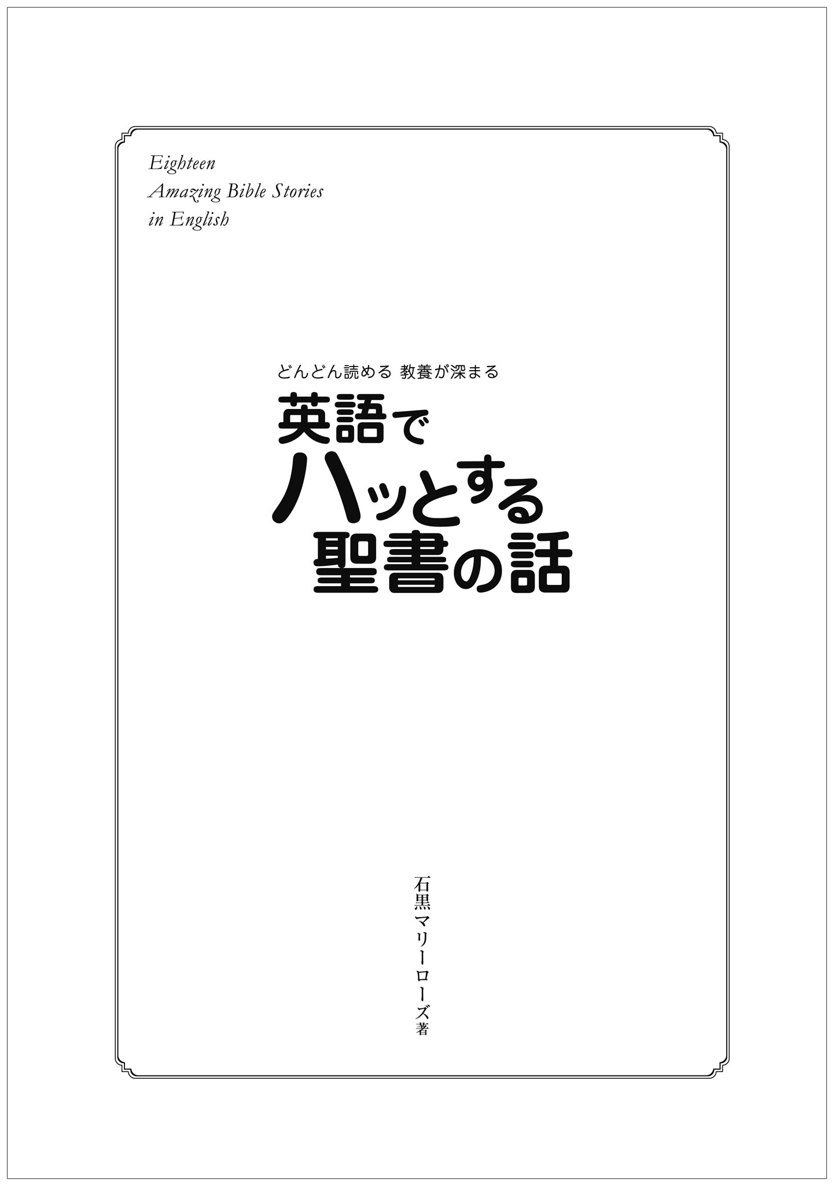 Eighteen
Amazing Bible Stories
in English
どんどん読める 教養が深まる
英語で
ハッとする
聖書の話
石黒マリーローズ著